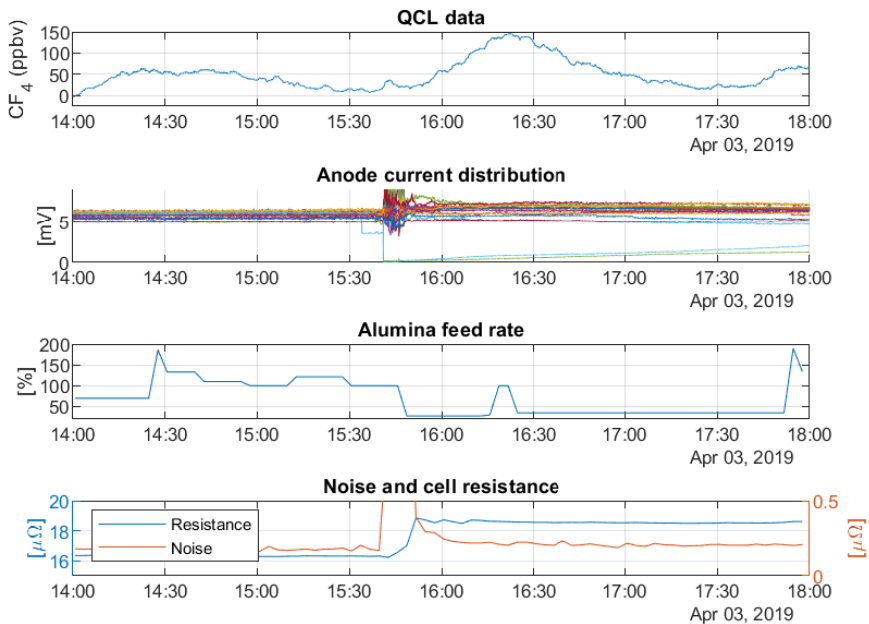 QCL data
CF4 (ppbv)
150
100
50
0
14:00 14:30 15:00 15:30 16:00 16:30 17:00 17:30 18:00
Apr 03, 2019
Anode current distribution
[mV]
5
0
14:00 14:30 15:00 15:30 16:00 16:30 17:00 17:30 18:00
Apr 03, 2019
Alumina feed rate
[%]
200
150
100
50
14:00 14:30 15:00 15:30 16:00 16:30 17:00 17:30 18:00
Apr 03, 2019
Noise and cell resistance
[μΩ]
20
18
16
Resistance
Noise
0.5
0
[μΩ]
14:00 14:30 15:00 15:30 16:00 16:30 17:00 17:30 18:00
Apr 03, 2019